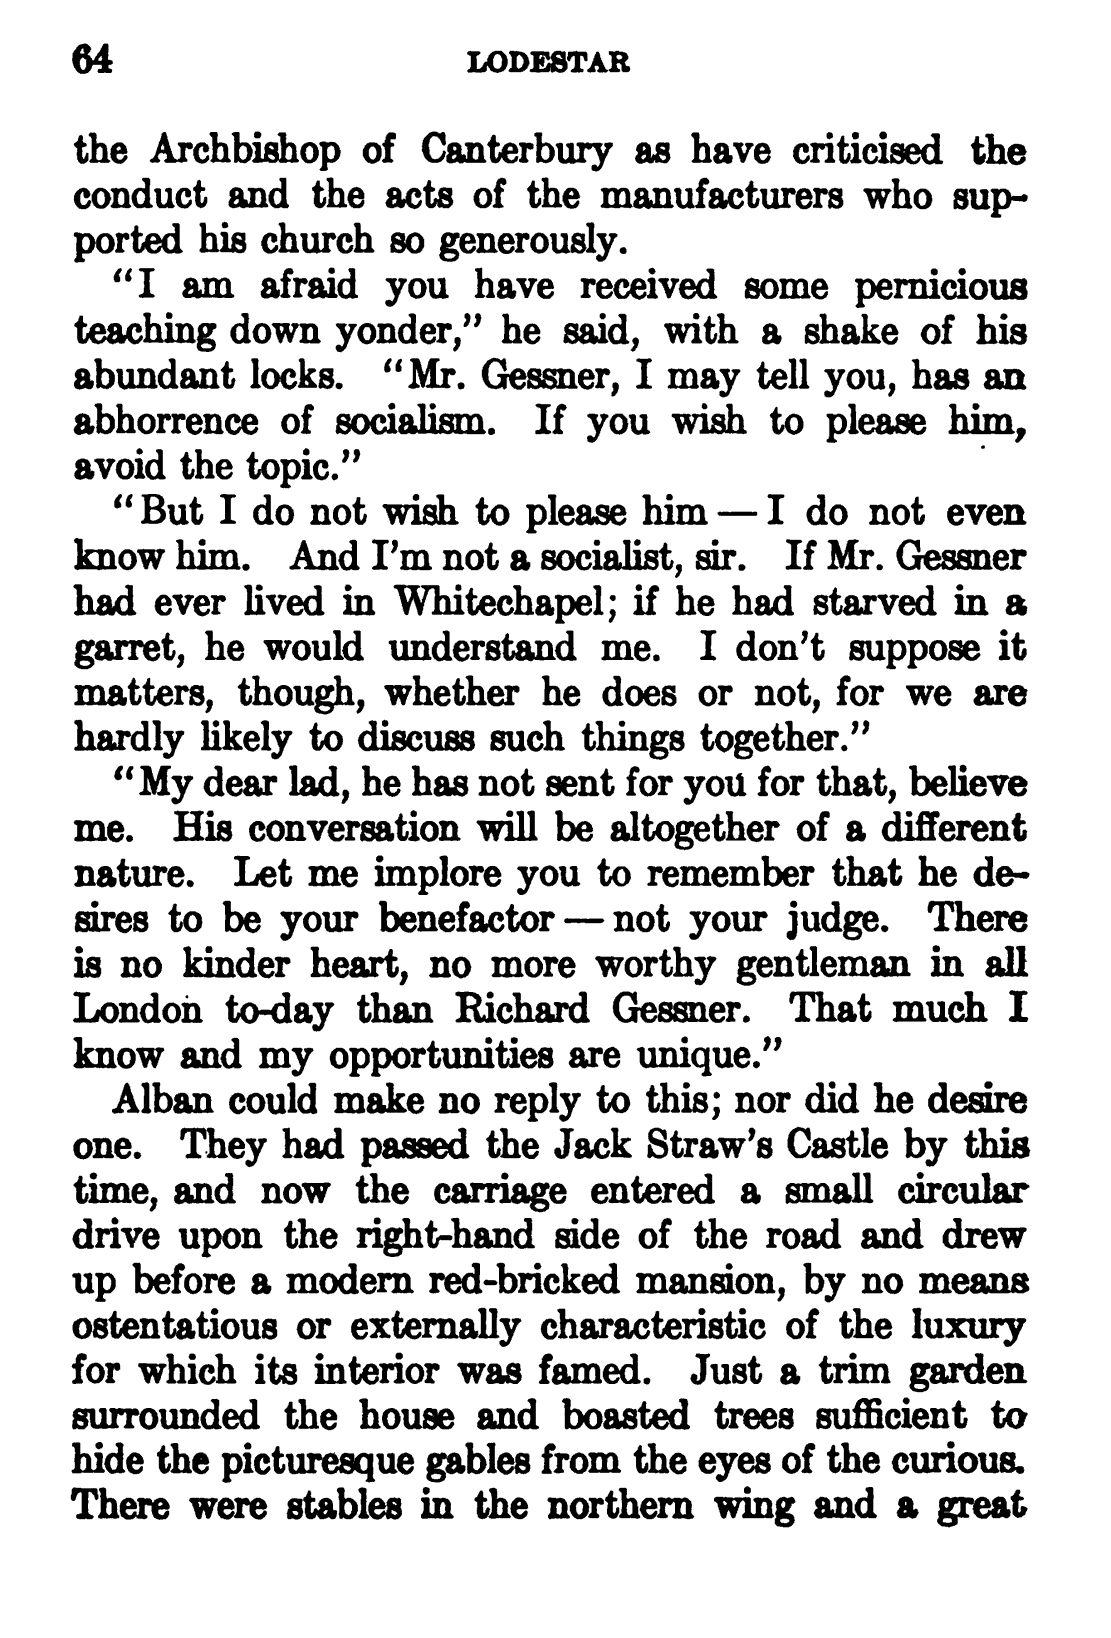 64 LODESTAR
the Archbishop of Canterbury as have criticised the
conduct and the acts of the manufacturers who sup-
ported his church so generously.
"I am afraid you have received some pernicious
teaching down yonder," he said, with a shake of his
abundant locks. "Mr. Gessner, I may tell you, has an
abhorrence of socialism. If you wish to please him,
avoid the topic."
"But I do not wish to please him — I do not even
know him. And I'm not a socialist, sir. If Mr. Gessner
had ever lived in Whitechapel; if he had starved in a
garret, he would understand me. I don't suppose it
matters, though, whether he does or not, for we are
hardly likely to discuss such things together."
"My dear lad, he has not sent for you for that, believe
me. His conversation will be altogether of a different
nature. Let me implore you to remember that he de-
sires to be your benefactor — not your judge. There
is no kinder heart, no more worthy gentleman in all
London to-day than Richard Gessner. That much I
know and my opportunities are unique."
Alban could make no reply to this; nor did he desire
one. They had passed the Jack Straw's Castle by this
time, and now the carriage entered a small circular
drive upon the right-hand side of the road and drew
up before a modern red-bricked mansion, by no means
ostentatious or externally characteristic of the luxury
for which its interior was famed. Just a trim garden
surrounded the house and boasted trees sufficient to
hide the picturesque gables from the eyes of the curious.
There were stables in the northern wing and a great